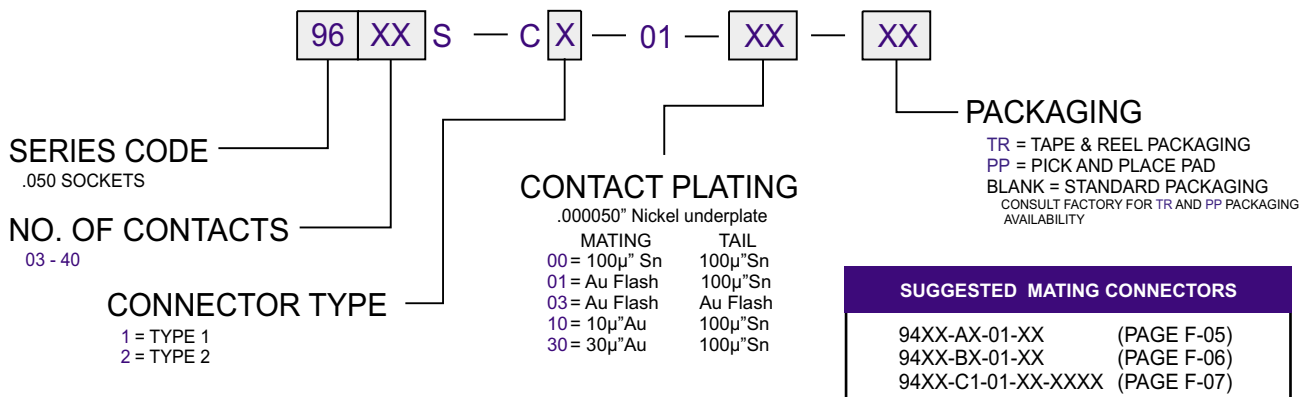 96 XX S — C X — 01 — XX — XX
SERIES CODE
.050 SOCKETS
NO. OF CONTACTS
03 - 40
CONNECTOR TYPE
1 = TYPE 1
2 = TYPE 2
CONTACT PLATING
.000050" Nickel underplate
MATING TAIL
00 = 100µ" Sn 100µ"Sn
01 = Au Flash 100µ"Sn
03 = Au Flash Au Flash
10 = 10µ"Au 100µ"Sn
30 = 30µ"Au 100µ"Sn
PACKAGING
TR = TAPE & REEL PACKAGING
PP = PICK AND PLACE PAD
BLANK = STANDARD PACKAGING
CONSULT FACTORY FOR TR AND PP PACKAGING
AVAILABILITY
SUGGESTED MATING CONNECTORS
94XX-AX-01-XX (PAGE F-05)
94XX-BX-01-XX (PAGE F-06)
94XX-C1-01-XX-XXXX (PAGE F-07)